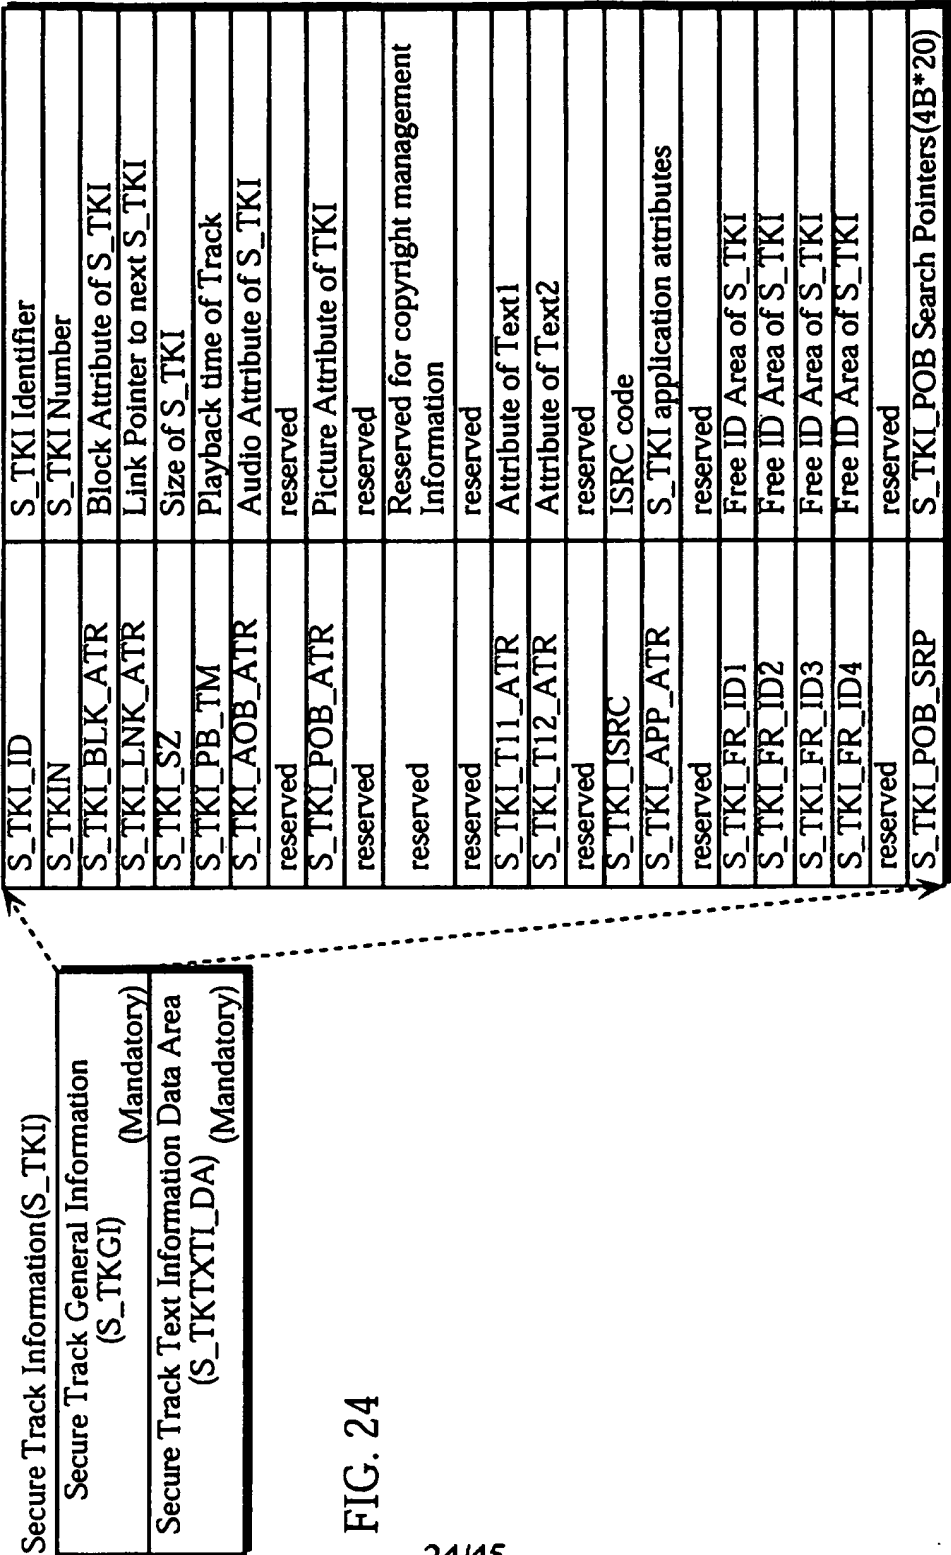 Secure Track Information(S_TKI)
Secure Track General Information
(S_TKGI)
(Mandatory)
Secure Track Text Information Data Area
(S_TKTXTI_DA)
(Mandatory)
S_TKI_ID S_TKI Identifier
S_TKIN S_TKI Number
S_TKI_BLK_ATR Block Attribute of S_TKI
S_TKI_LNK_ATR Link Pointer to next S_TKI
S_TKI_SZ Size of S_TKI
S_TKI_PB_TM Playback time of Track
S_TKI_AOB_ATR Audio Attribute of S_TKI
reserved reserved
S_TKI_POB_ATR Picture Attribute of TKI
reserved reserved
reserved Reserved for copyright management
Information
reserved reserved
S_TKI_T11_ATR Attribute of Text1
S_TKI_T12_ATR Attribute of Text2
reserved reserved
S_TKI_ISRC ISRC code
S_TKI_APP_ATR S_TKI application attributes
reserved reserved
S_TKI_FR_ID1 Free ID Area of S_TKI
S_TKI_FR_ID2 Free ID Area of S_TKI
S_TKI_FR_ID3 Free ID Area of S_TKI
S_TKI_FR_ID4 Free ID Area of S_TKI
reserved reserved
S_TKI_POB_SRP S_TKI_POB Search Pointers(4B*20)
FIG. 24
24/45